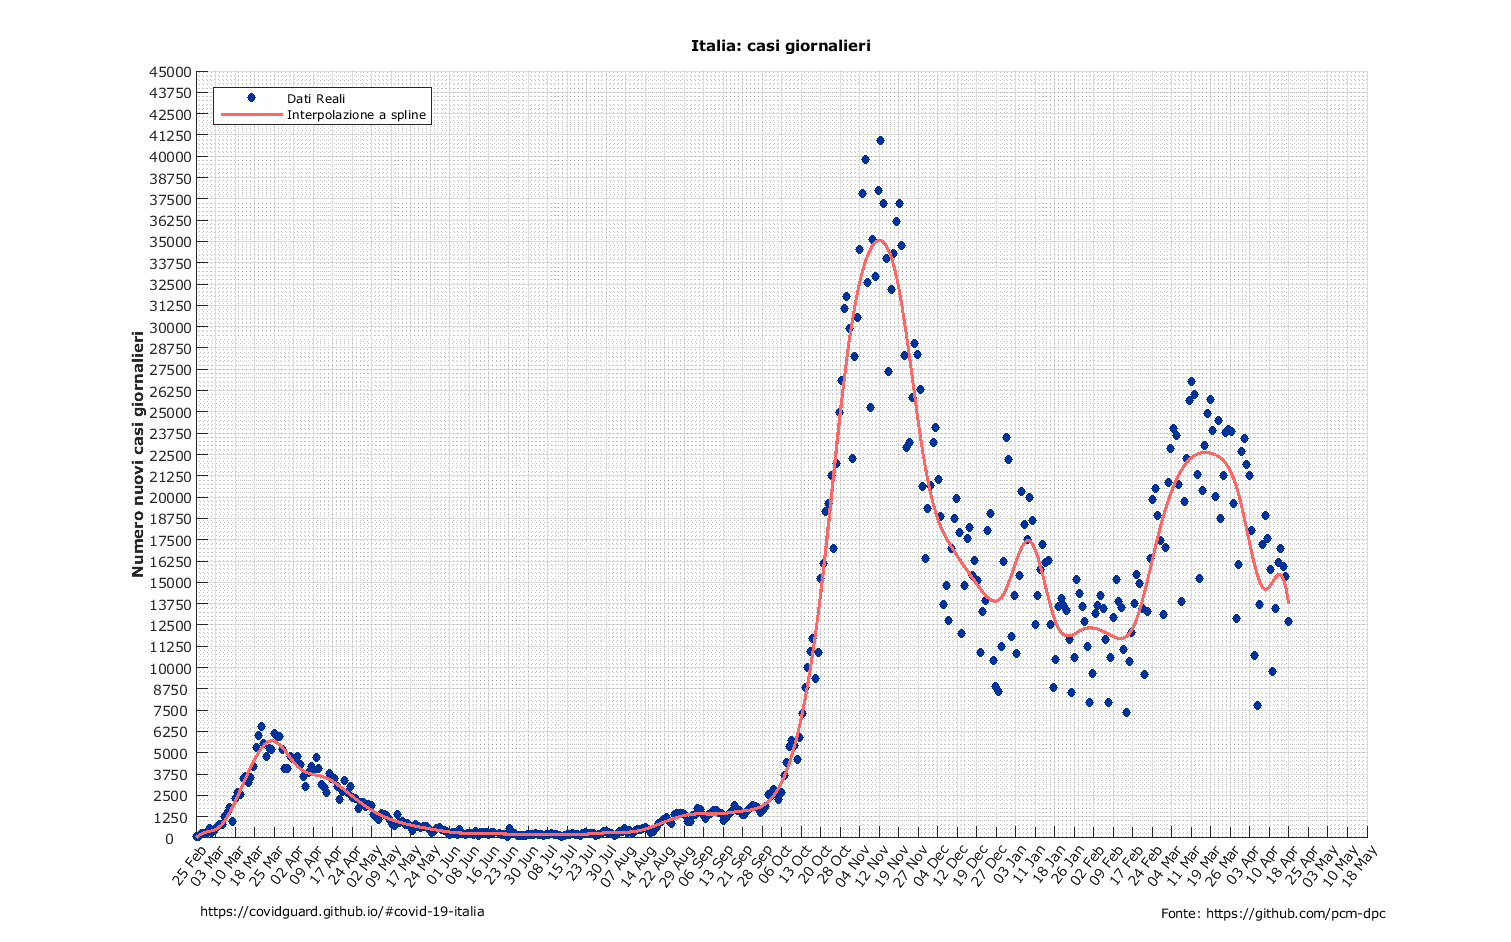 Italia: casi giornalieri
Dati Reali
Interpolazione a spline
Numero nuovi casi giornalieri
45000
43750
42500
41250
40000
38750
37500
36250
35000
33750
32500
31250
30000
28750
27500
26250
25000
23750
22500
21250
20000
18750
17500
16250
15000
13750
12500
11250
10000
8750
7500
6250
5000
3750
2500
1250
0
25 Feb
03 Mar
10 Mar
18 Mar
25 Mar
02 Apr
09 Apr
17 Apr
24 Apr
02 May
09 May
17 May
24 May
01 Jun
08 Jun
16 Jun
23 Jun
30 Jun
08 Jul
15 Jul
23 Jul
30 Jul
07 Aug
14 Aug
22 Aug
29 Aug
06 Sep
13 Sep
21 Sep
28 Sep
06 Oct
13 Oct
20 Oct
28 Oct
04 Nov
12 Nov
19 Nov
27 Nov
04 Dec
12 Dec
19 Dec
27 Dec
03 Jan
11 Jan
18 Jan
26 Jan
02 Feb
09 Feb
17 Feb
24 Feb
04 Mar
11 Mar
19 Mar
26 Mar
03 Apr
10 Apr
18 Apr
25 Apr
03 May
10 May
18 May
https://covidguard.github.io/#covid-19-italia
Fonte: https://github.com/pcm-dpc